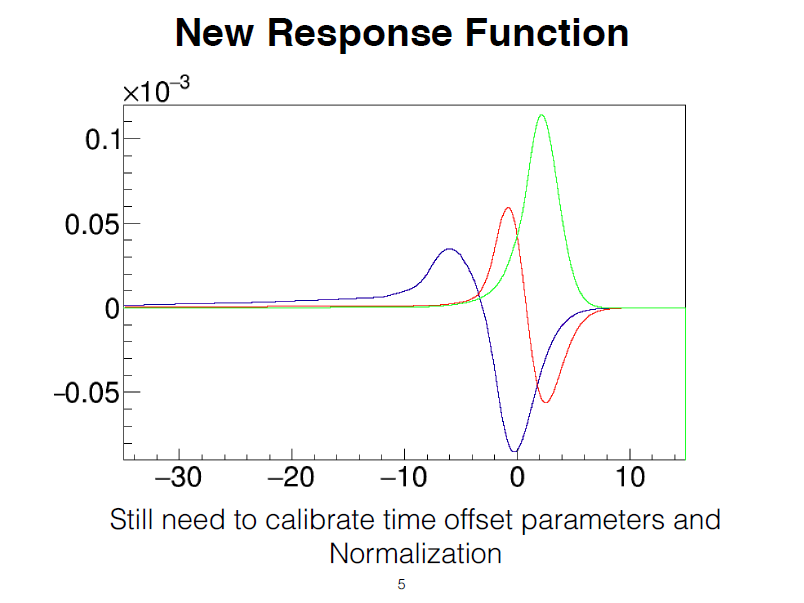 New Response Function
×10⁻³
0.1
0.05
0
−0.05
−30 −20 −10 0 10
Still need to calibrate time offset parameters and
Normalization
5